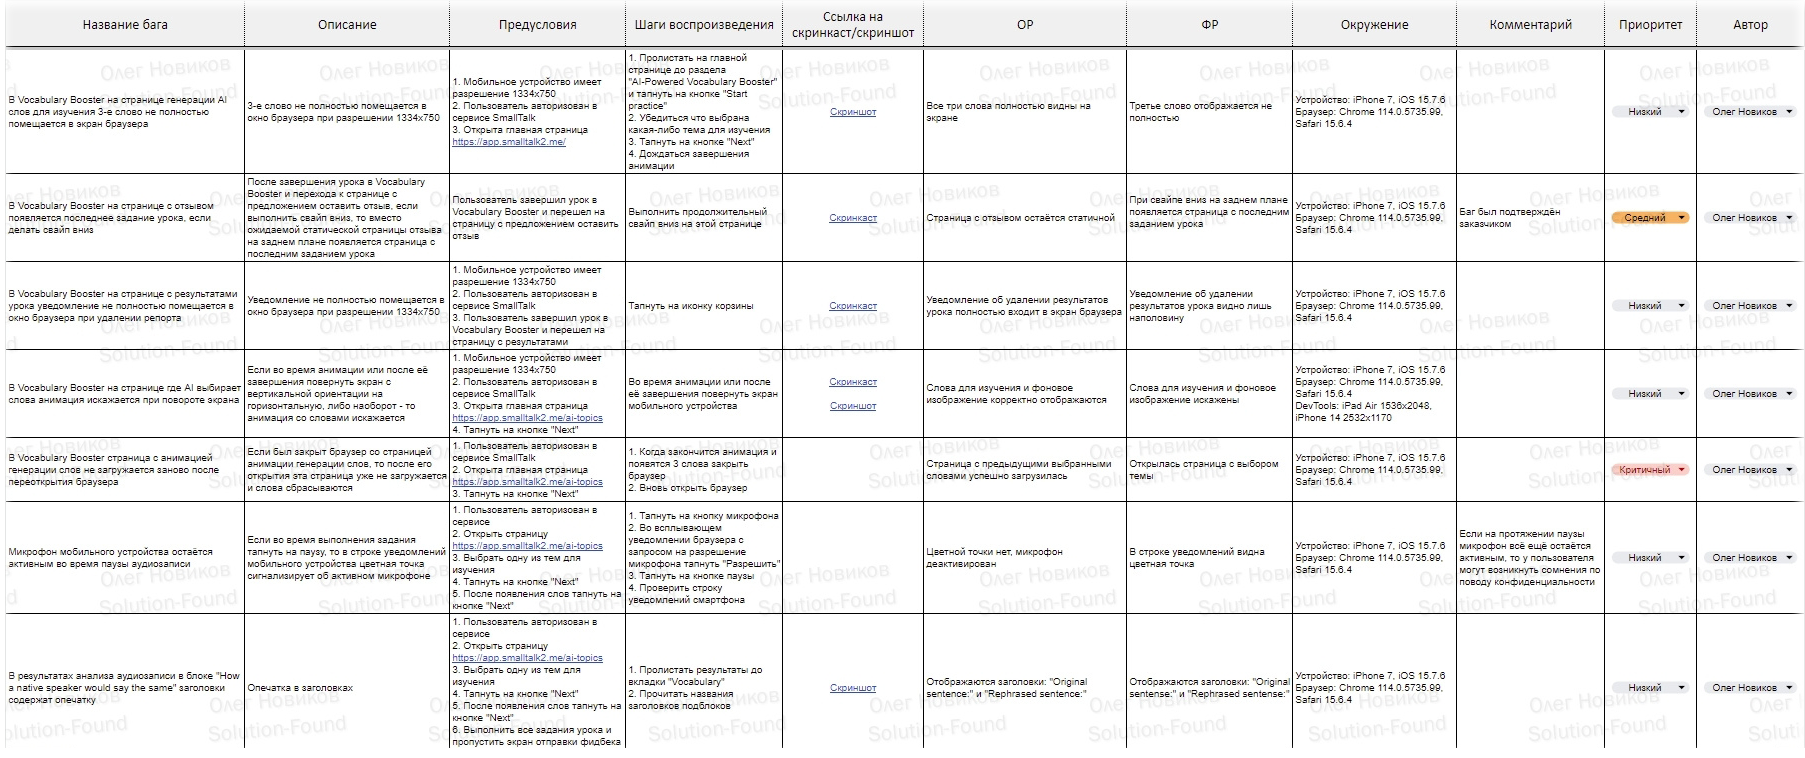 Название бага
Описание
Предусловия
Шаги воспроизведения
Ссылка на
скринкаст/скриншот
ОР
ФР
Окружение
Комментарий
Приоритет
Автор
В Vocabulary Booster на странице генерации AI
слов для изучения 3-е слово не полностью
помещается в экран браузера
3-е слово не полностью помещается в
окно браузера при разрешении 1334x750
1. Мобильное устройство имеет
разрешение 1334x750
2. Пользователь авторизован в
сервисе SmallTalk
3. Открыта главная страница
https://app.smalltalk2.me/
1. Пролистать на главной
странице до раздела
"AI-Powered Vocabulary Booster"
и тапнуть на кнопке "Start
practice"
2. Убедиться что выбрана
какая-либо тема для изучения
3. Тапнуть на кнопке "Next"
4. Дождаться завершения
анимации
Скриншот
Все три слова полностью видны на
экране
Третье слово отображается не
полностью
Устройство: iPhone 7, iOS 15.7.6
Браузер: Chrome 114.0.5735.99,
Safari 15.6.4
Низкий
Олег Новиков
В Vocabulary Booster на странице с отзывом
появляется последнее задание урока, если
делать свайп вниз
После завершения урока в Vocabulary
Booster и перехода к странице с
предложением оставить отзыв, если
выполнить свайп вниз, то вместо
ожидаемой статической страницы отзыва
на заднем плане появляется страница с
последним заданием урока
Пользователь завершил урок в
Vocabulary Booster и перешел на
страницу с предложением оставить
отзыв
Выполнить продолжительный
свайп вниз на этой странице
Скринкаст
Страница с отзывом остаётся статичной
При свайпе вниз на заднем плане
появляется страница с последним
заданием урока
Устройство: iPhone 7, iOS 15.7.6
Браузер: Chrome 114.0.5735.99,
Safari 15.6.4
Баг был подтверждён
заказчиком
Средний
Олег Новиков
В Vocabulary Booster на странице с результатами
урока уведомление не полностью помещается в
окно браузера при удалении репорта
Уведомление не полностью помещается в
окно браузера при разрешении 1334x750
1. Мобильное устройство имеет
разрешение 1334x750
2. Пользователь авторизован в
сервисе SmallTalk
3. Пользователь завершил урок в
Vocabulary Booster и перешел на
страницу с результатами
Тапнуть на иконку корзины
Скринкаст
Уведомление об удалении результатов
урока полностью входит в экран браузера
Уведомление об удалении
результатов урока видно лишь
наполовину
Устройство: iPhone 7, iOS 15.7.6
Браузер: Chrome 114.0.5735.99,
Safari 15.6.4
Низкий
Олег Новиков
В Vocabulary Booster на странице где AI выбирает
слова анимация искажается при повороте экрана
Если во время анимации или после её
завершения повернуть экран с
вертикальной ориентации на
горизонтальную, либо наоборот - то
анимация со словами искажается
1. Мобильное устройство имеет
разрешение 1334x750
2. Пользователь авторизован в
сервисе SmallTalk
3. Открыта главная страница
https://app.smalltalk2.me/ai-topics
4. Тапнуть на кнопке "Next"
Во время анимации или после
её завершения повернуть экран
мобильного устройства
Скринкаст
Скриншот
Слова для изучения и фоновое
изображение корректно отображаются
Слова для изучения и фоновое
изображение искажены
Устройство: iPhone 7, iOS 15.7.6
Браузер: Chrome 114.0.5735.99,
Safari 15.6.4
DevTools: iPad Air 1536x2048,
iPhone 14 2532x1170
Низкий
Олег Новиков
В Vocabulary Booster страница с анимацией
генерации слов не загружается заново после
переоткрытия браузера
Если был закрыт браузер со страницей
анимации генерации слов, то после его
открытия эта страница уже не загружается
и слова сбрасываются
1. Пользователь авторизован в
сервисе SmallTalk
2. Открыта главная страница
https://app.smalltalk2.me/ai-topics
3. Тапнуть на кнопке "Next"
1. Когда закончится анимация и
появятся 3 слова закрыть
браузер
2. Вновь открыть браузер
Страница с предыдущими выбранными
словами успешно загрузилась
Открылась страница с выбором
темы
Устройство: iPhone 7, iOS 15.7.6
Браузер: Chrome 114.0.5735.99,
Safari 15.6.4
Критичный
Олег Новиков
Микрофон мобильного устройства остаётся
активным во время паузы аудиозаписи
Если во время выполнения задания
тапнуть на паузу, то в строке уведомлений
мобильного устройства цветная точка
сигнализирует об активном микрофоне
1. Пользователь авторизован в
сервисе
2. Открыть страницу
https://app.smalltalk2.me/ai-topics
3. Выбрать одну из тем для
изучения
4. Тапнуть на кнопке "Next"
5. После появления слов тапнуть на
кнопке "Next"
1. Тапнуть на кнопку микрофона
2. Во всплывающем
уведомлении браузера с
запросом на разрешение
микрофона тапнуть "Разрешить"
3. Тапнуть на кнопке паузы
4. Проверить строку
уведомлений смартфона
Цветной точки нет, микрофон
деактивирован
В строке уведомлений видна
цветная точка
Устройство: iPhone 7, iOS 15.7.6
Браузер: Chrome 114.0.5735.99,
Safari 15.6.4
Если на протяжении паузы
микрофон всё ещё остаётся
активным, то у пользователя
могут возникнуть сомнения по
поводу конфиденциальности
Низкий
Олег Новиков
В результатах анализа аудиозаписи в блоке "How
a native speaker would say the same" заголовки
содержат опечатку
Опечатка в заголовках
1. Пользователь авторизован в
сервисе
2. Открыть страницу
https://app.smalltalk2.me/ai-topics
3. Выбрать одну из тем для
изучения
4. Тапнуть на кнопке "Next"
5. После появления слов тапнуть на
кнопке "Next"
6. Выполнить все задания урока и
пропустить экран отправки фидбека
1. Пролистать результаты до
вкладки "Vocabulary"
2. Прочитать названия
заголовков подблоков
Скриншот
Отображаются заголовки: "Original
sentence:" и "Rephrased sentence:"
Отображаются заголовки: "Original
sentense:" и "Rephrased sentense:"
Устройство: iPhone 7, iOS 15.7.6
Браузер: Chrome 114.0.5735.99,
Safari 15.6.4
Низкий
Олег Новиков